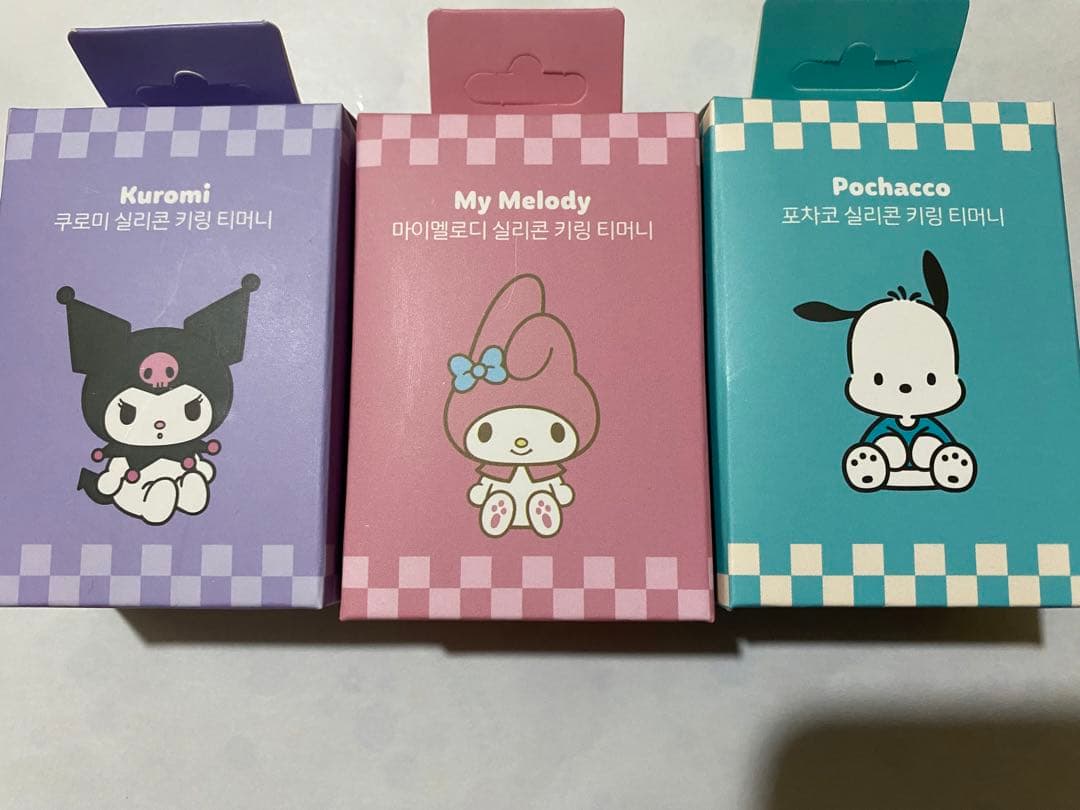 Kuromi
쿠로미 실리콘 키링 티머니
My Melody
마이멜로디 실리콘 키링 티머니
Pochacco
포차코 실리콘 키링 티머니